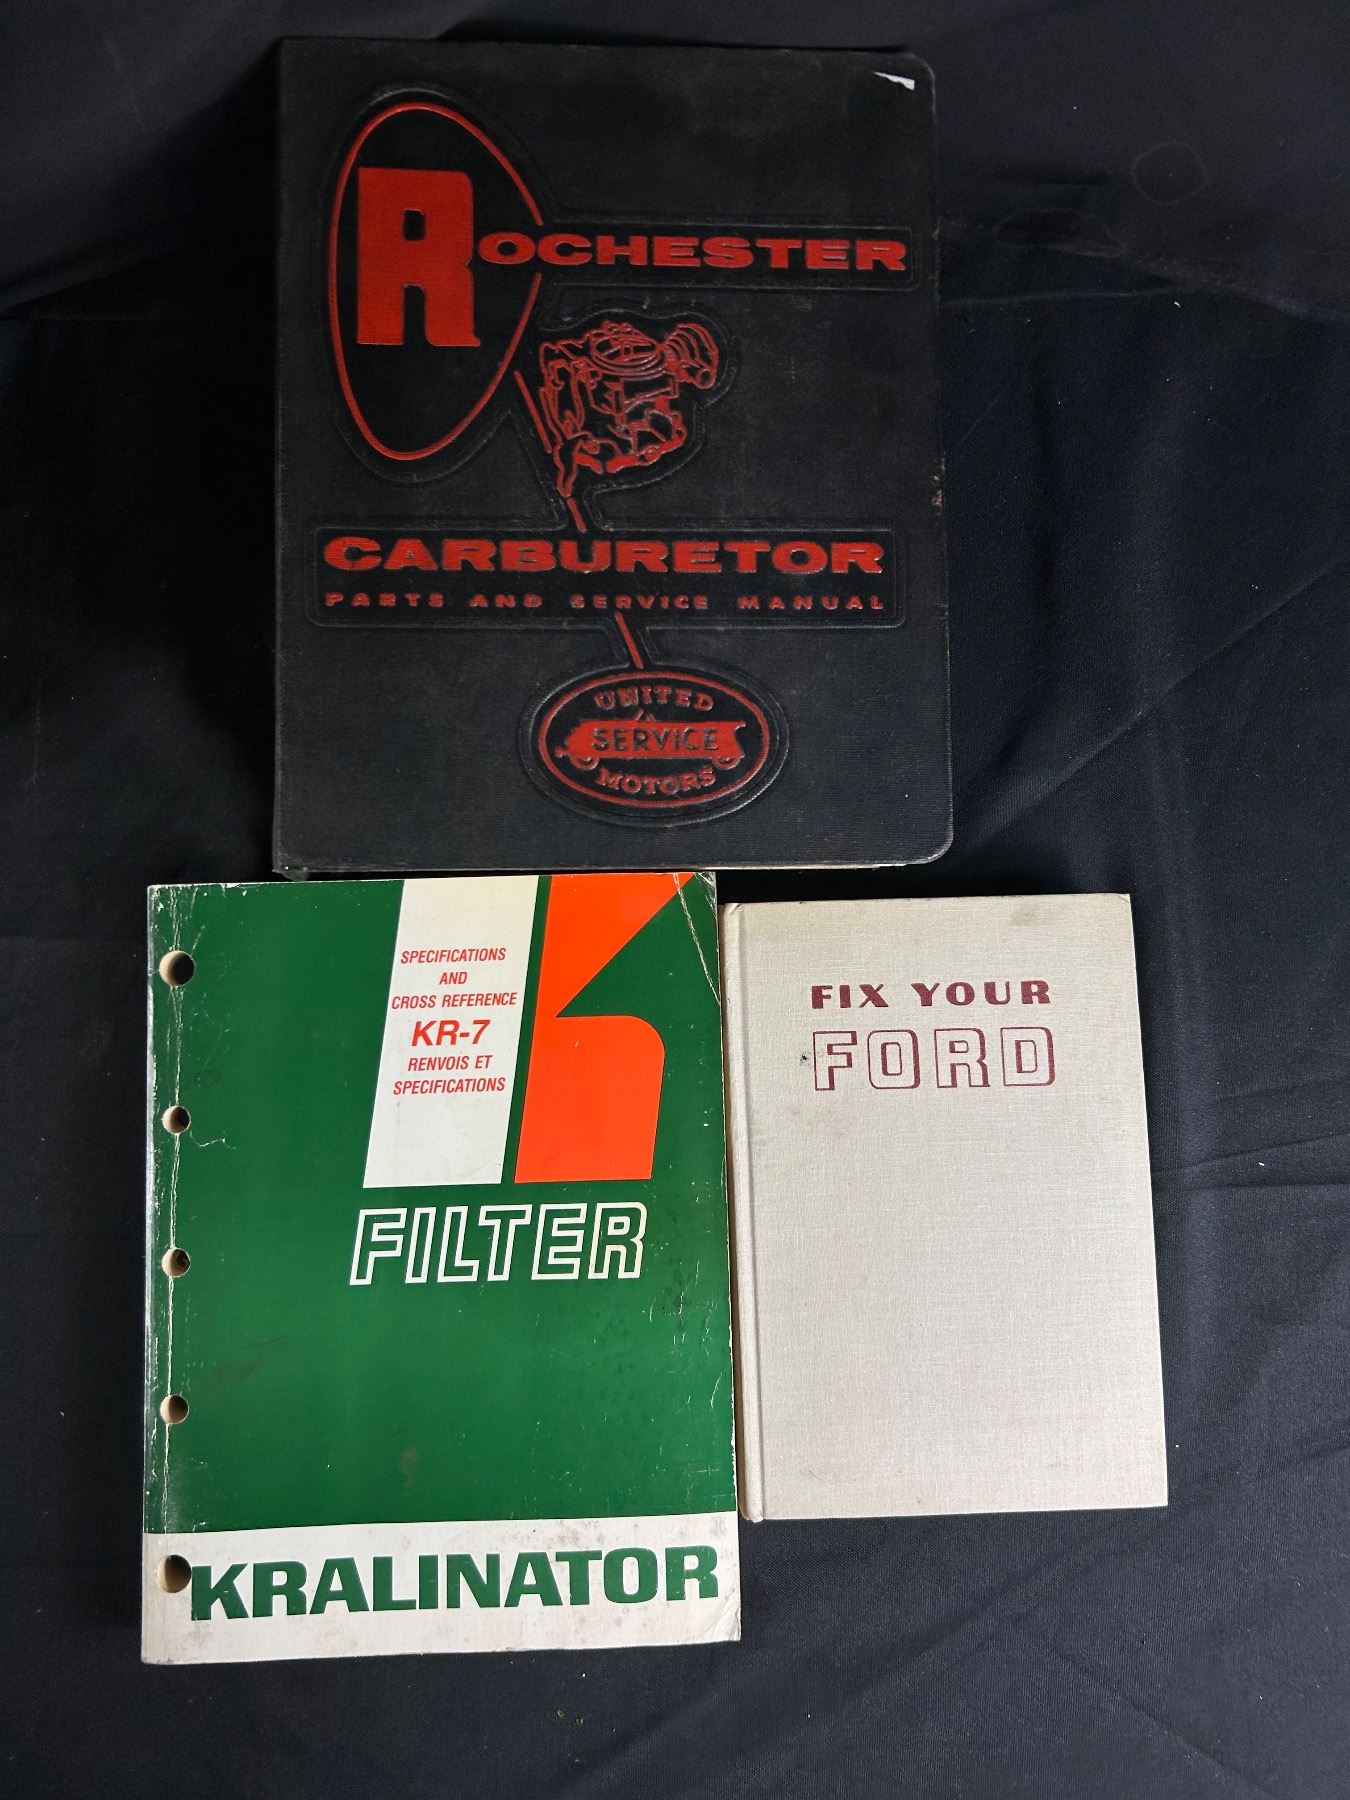 ROCHESTER
CARBURETOR
PARTS AND SERVICE MANUAL
UNITED
SERVICE
MOTORS
SPECIFICATIONS
AND
CROSS REFERENCE
KR-7
RENVOIS ET
SPECIFICATIONS
FILTER
KRALINATOR
FIX YOUR
FORD